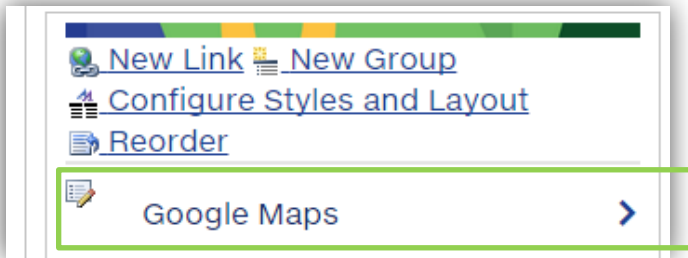 New Link New Group
Configure Styles and Layout
Reorder
Google Maps